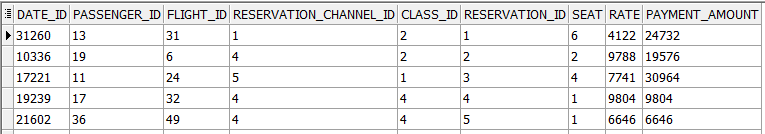 DATE_ID PASSENGER_ID FLIGHT_ID RESERVATION_CHANNEL_ID CLASS_ID RESERVATION_ID SEAT RATE PAYMENT_AMOUNT
31260 13 31 1 2 1 6 4122 24732
10336 19 6 4 2 2 2 9788 19576
17221 11 24 5 1 3 4 7741 30964
19239 17 32 4 4 4 1 9804 9804
21602 36 49 4 4 5 1 6646 6646